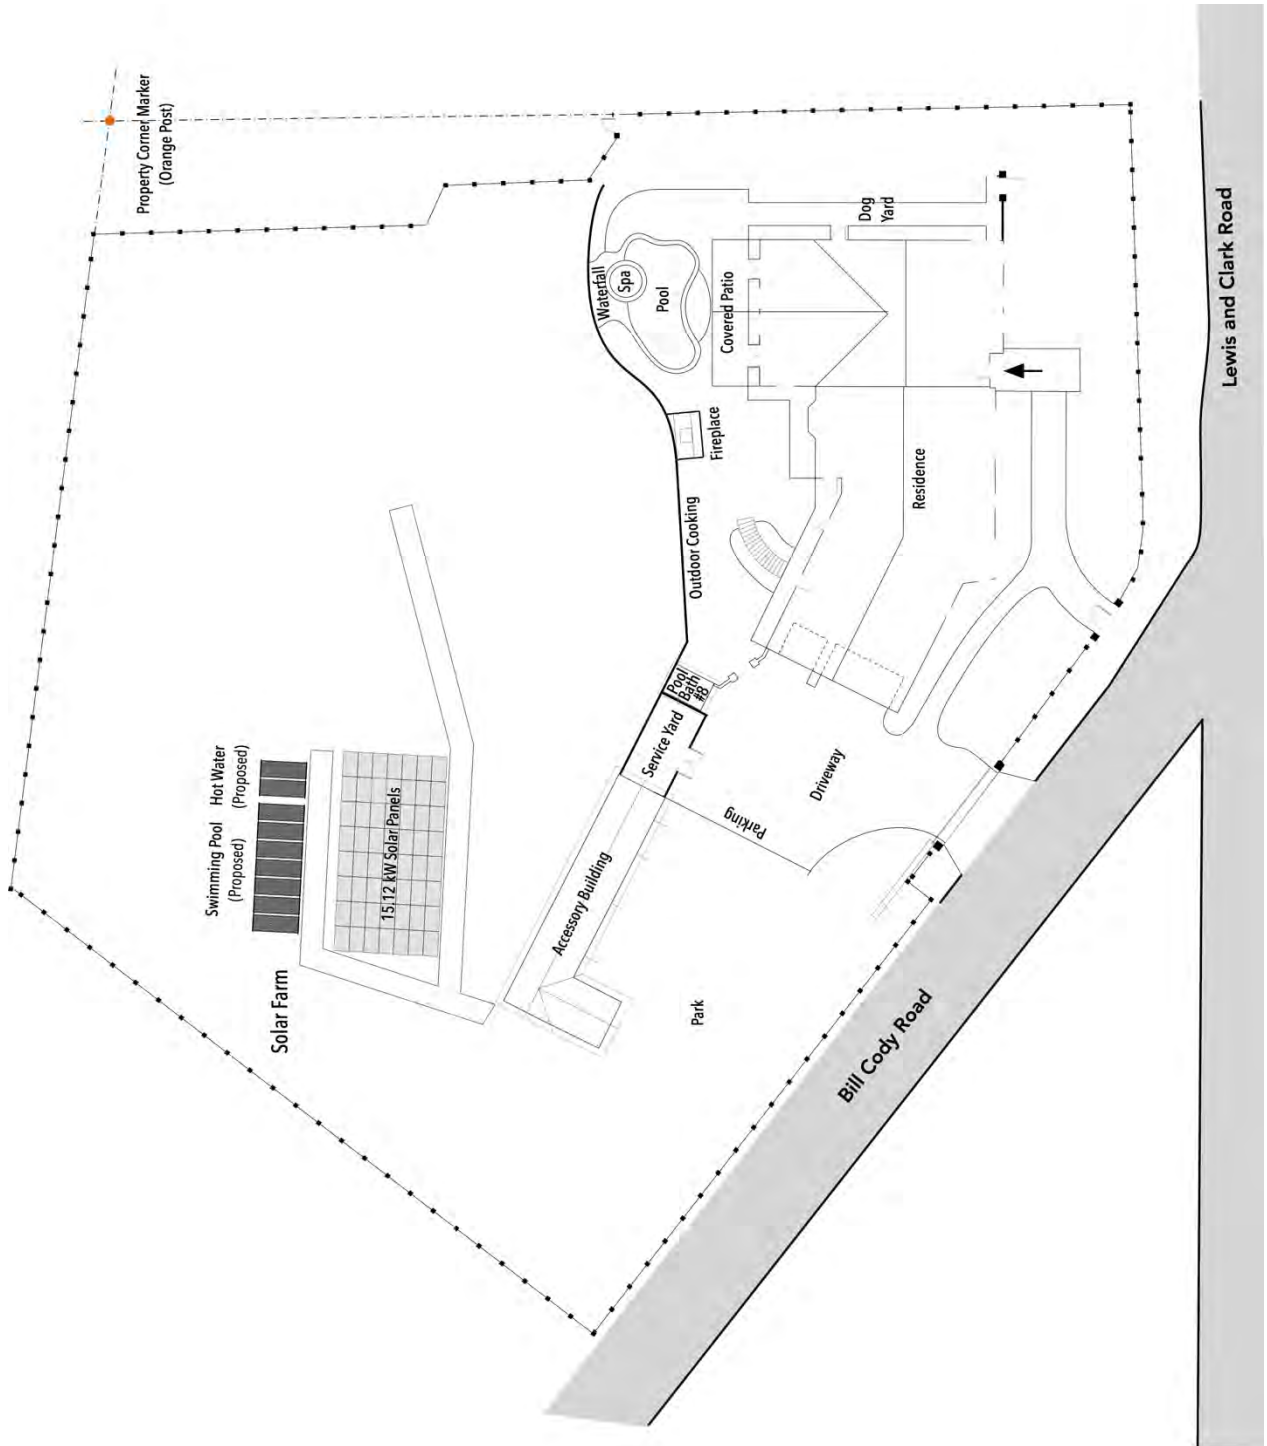 Property Corner Marker
(Orange Post)
Lewis and Clark Road
Dog
Yard
Waterfall
Spa
Pool
Covered Patio
Fireplace
Residence
Outdoor Cooking
Pool
Bath
#8
Service Yard
Driveway
Parking
Hot Water
(Proposed)
Swimming Pool
(Proposed)
15.12 kW Solar Panels
Accessory Building
Solar Farm
Park
Bill Cody Road